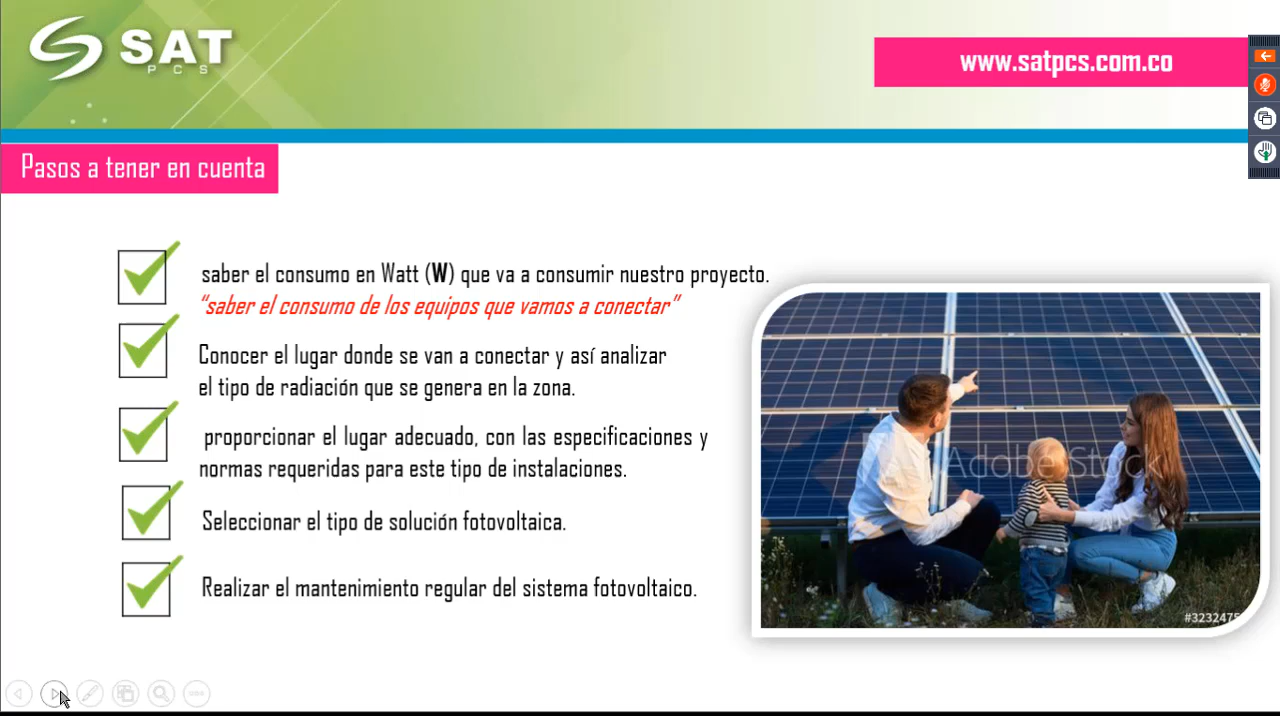 SAT
PCS
www.satpcs.com.co
Pasos a tener en cuenta
saber el consumo en Watt (W) que va a consumir nuestro proyecto.
“saber el consumo de los equipos que vamos a conectar”
Conocer el lugar donde se van a conectar y así analizar
el tipo de radiación que se genera en la zona.
proporcionar el lugar adecuado, con las especificaciones y
normas requeridas para este tipo de instalaciones.
Seleccionar el tipo de solución fotovoltaica.
Realizar el mantenimiento regular del sistema fotovoltaico.
Adobe Stock